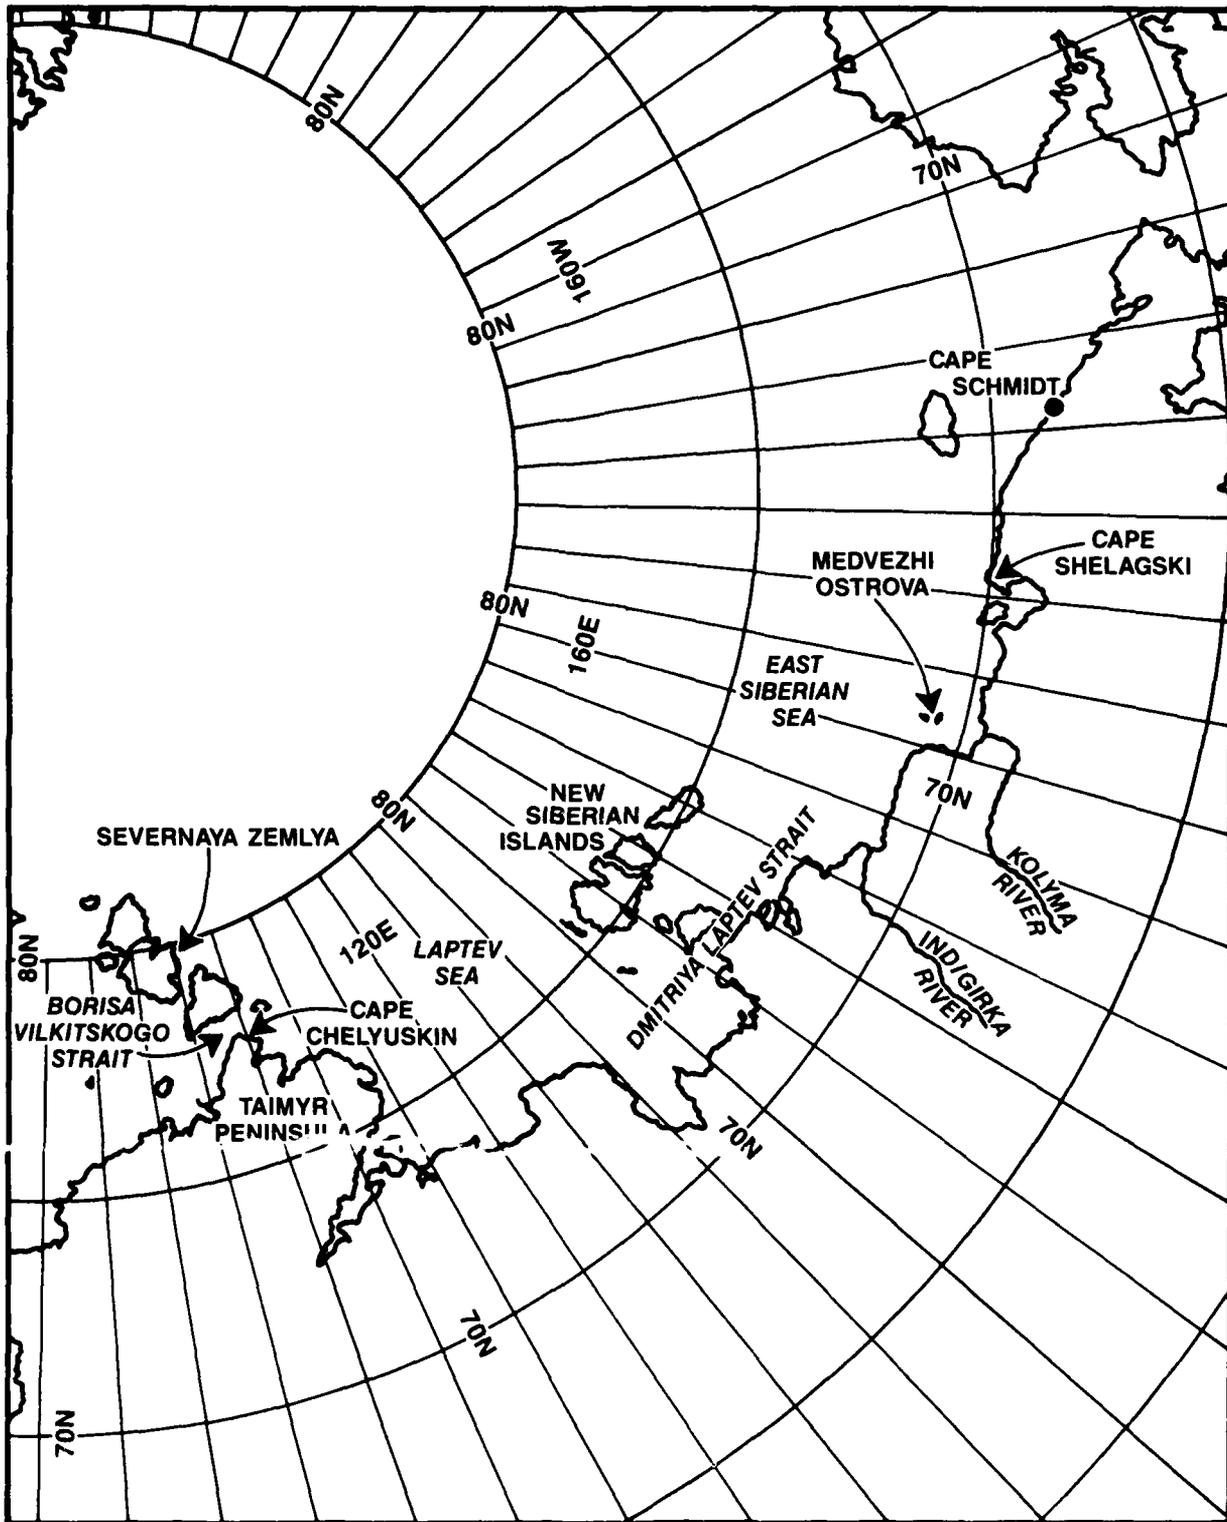 80N
70N
160W
80N
CAPE
SCHMIDT
CAPE
SHELAGSKI
MEDVEZHI
OSTROVA
80N
160E
EAST
SIBERIAN
SEA
NEW
SIBERIAN
ISLANDS
70N
80N
SEVERNAYA ZEMLYA
DMITRIYA LAPTEV STRAIT
KOLYMA
RIVER
80N
120E
LAPTEV
SEA
INDIGIRKA
RIVER
BORISA
VILKITSKOGO
STRAIT
CAPE
CHELYUSKIN
TAIMYR
PENINSULA
70N
70N
70N